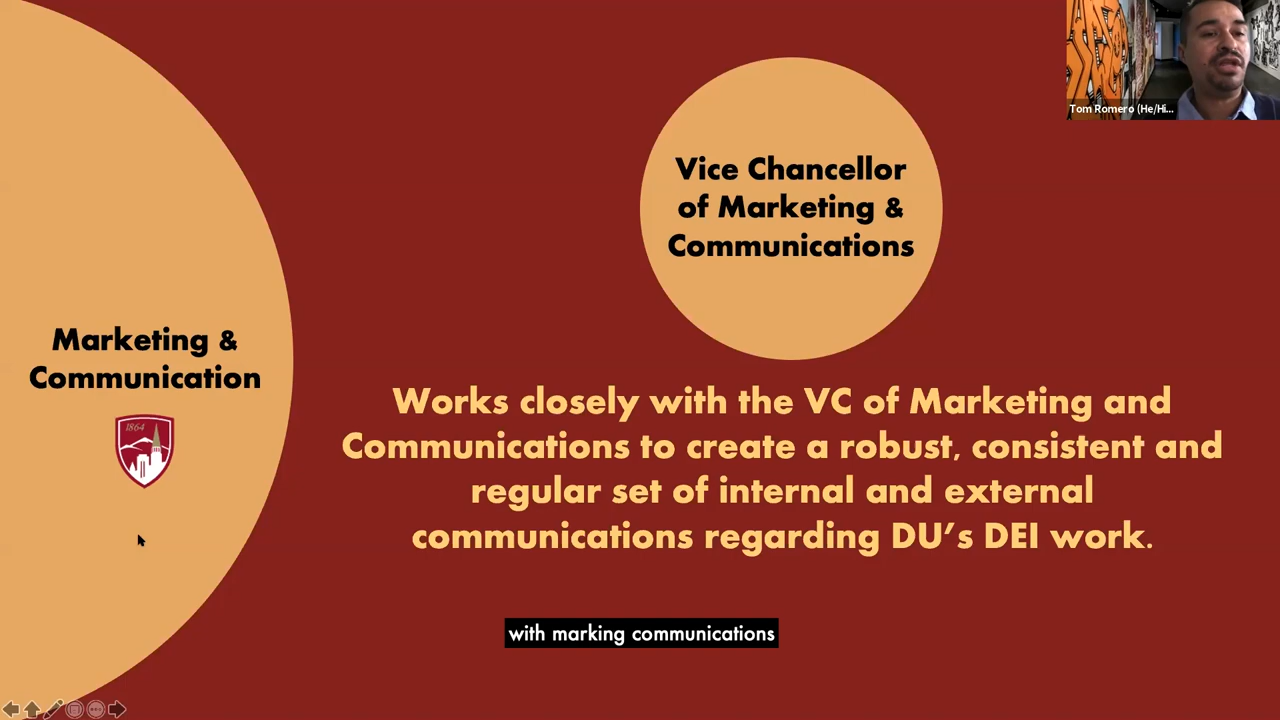 Tom Romero (He/Hi...
Vice Chancellor
of Marketing &
Communications
Marketing &
Communication
1864
Works closely with the VC of Marketing and
Communications to create a robust, consistent and
regular set of internal and external
communications regarding DU's DEI work.
with marking communications